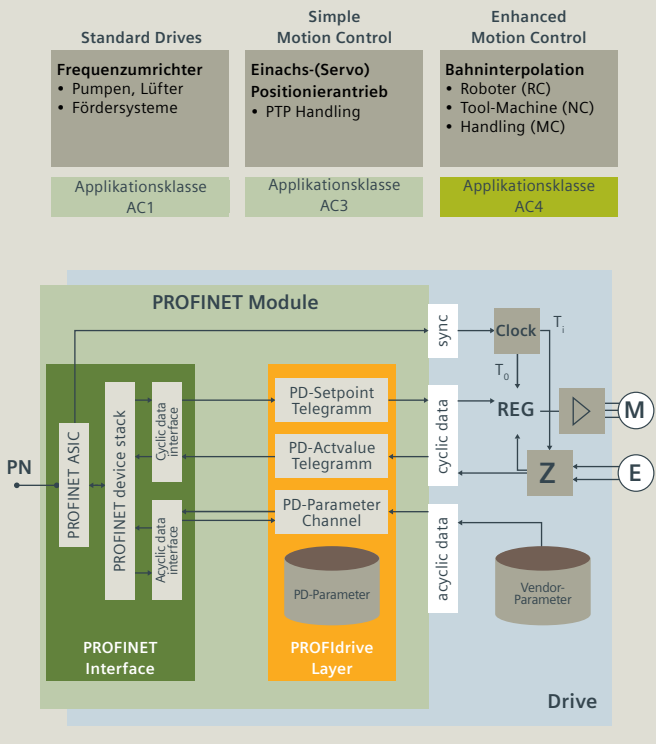 Standard Drives
Simple
Motion Control
Enhanced
Motion Control
Frequenzumrichter
• Pumpen, Lüfter
• Fördersysteme
Einachs-(Servo)
Positionierantrieb
• PTP Handling
Bahninterpolation
• Roboter (RC)
• Tool-Machine (NC)
• Handling (MC)
Applikationsklasse
AC1
Applikationsklasse
AC3
Applikationsklasse
AC4
PROFINET Module
sync
Clock
Ti
T0
PN
PROFINET ASIC
PROFINET device stack
Cyclic data
interface
Acyclic data
interface
PD-Setpoint
Telegramm
PD-Actvalue
Telegramm
PD-Parameter
Channel
PD-Parameter
cyclic data
acyclic data
REG
M
Z
E
Vendor-
Parameter
PROFINET
Interface
PROFIdrive
Layer
Drive